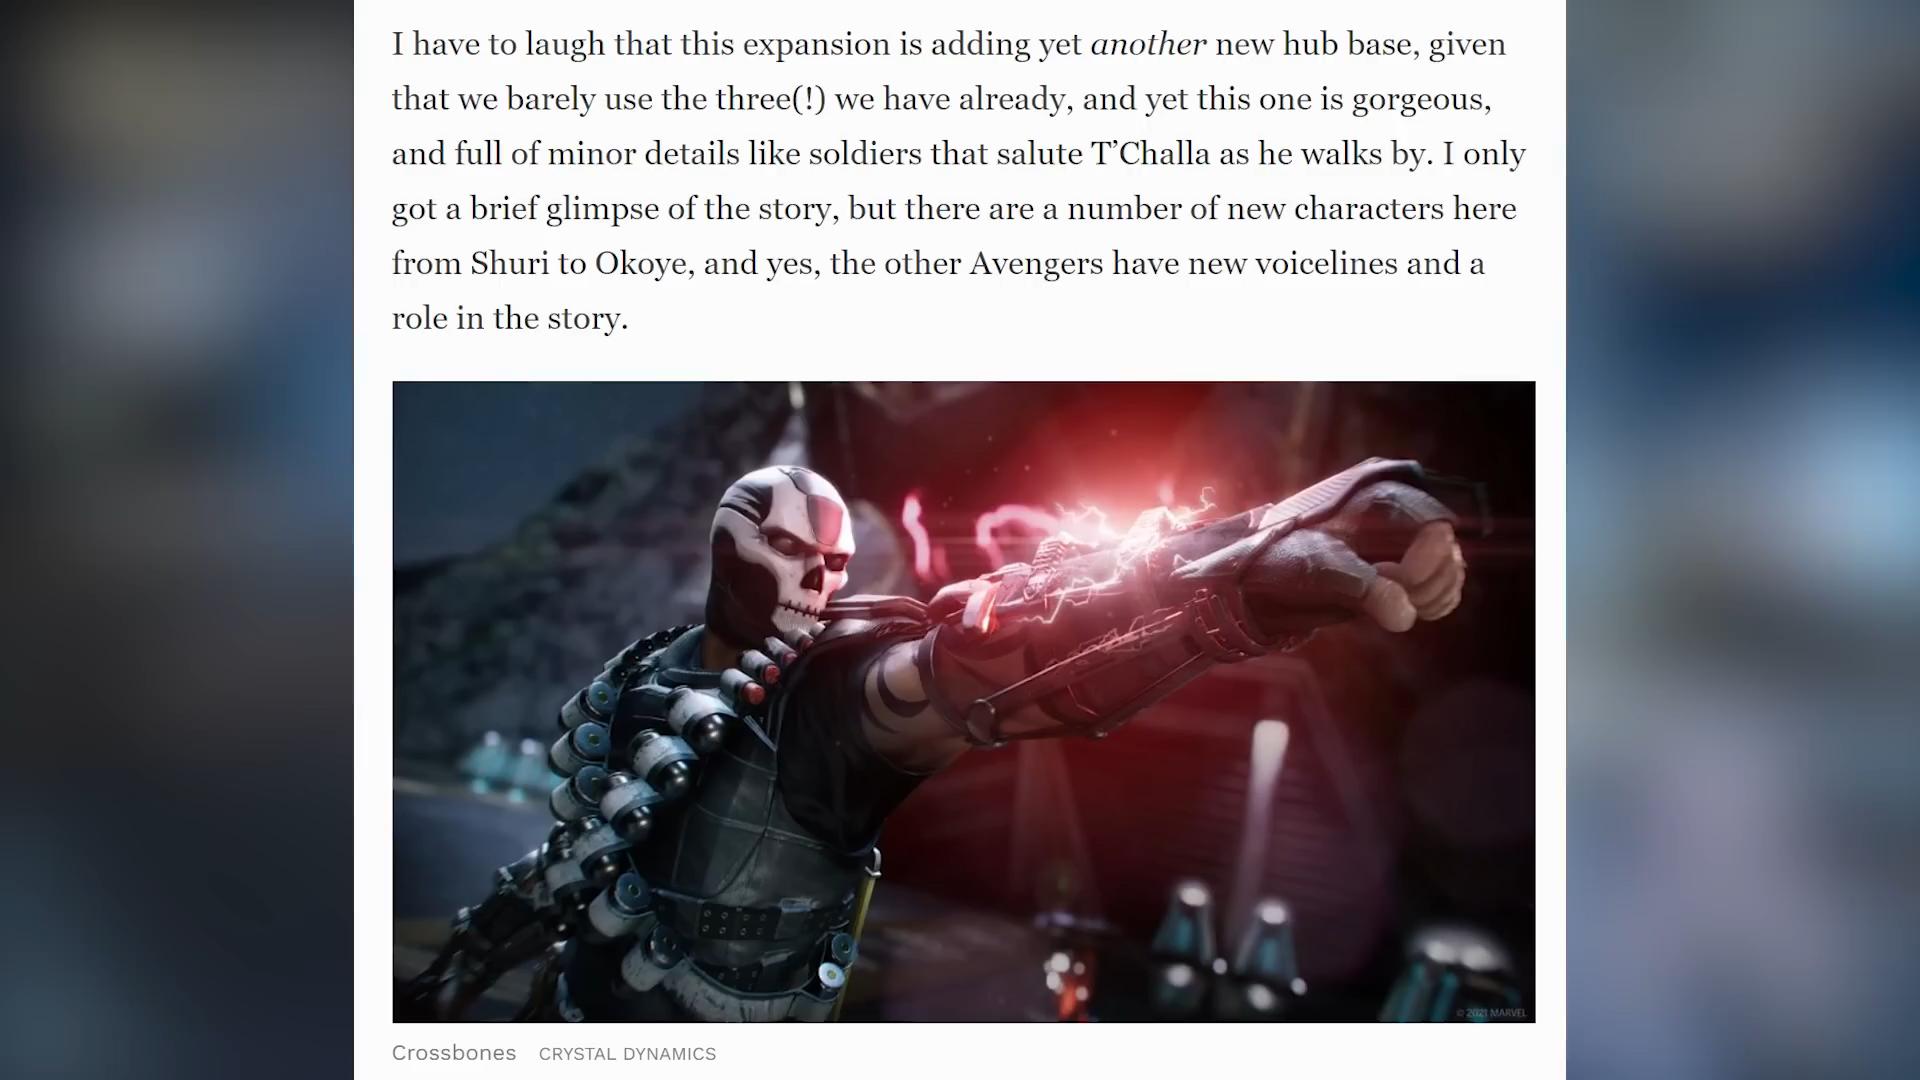 I have to laugh that this expansion is adding yet another new hub base, given
that we barely use the three(!) we have already, and yet this one is gorgeous,
and full of minor details like soldiers that salute T’Challa as he walks by. I only
got a brief glimpse of the story, but there are a number of new characters here
from Shuri to Okoye, and yes, the other Avengers have new voicelines and a
role in the story.
© 2021 MARVEL
Crossbones CRYSTAL DYNAMICS